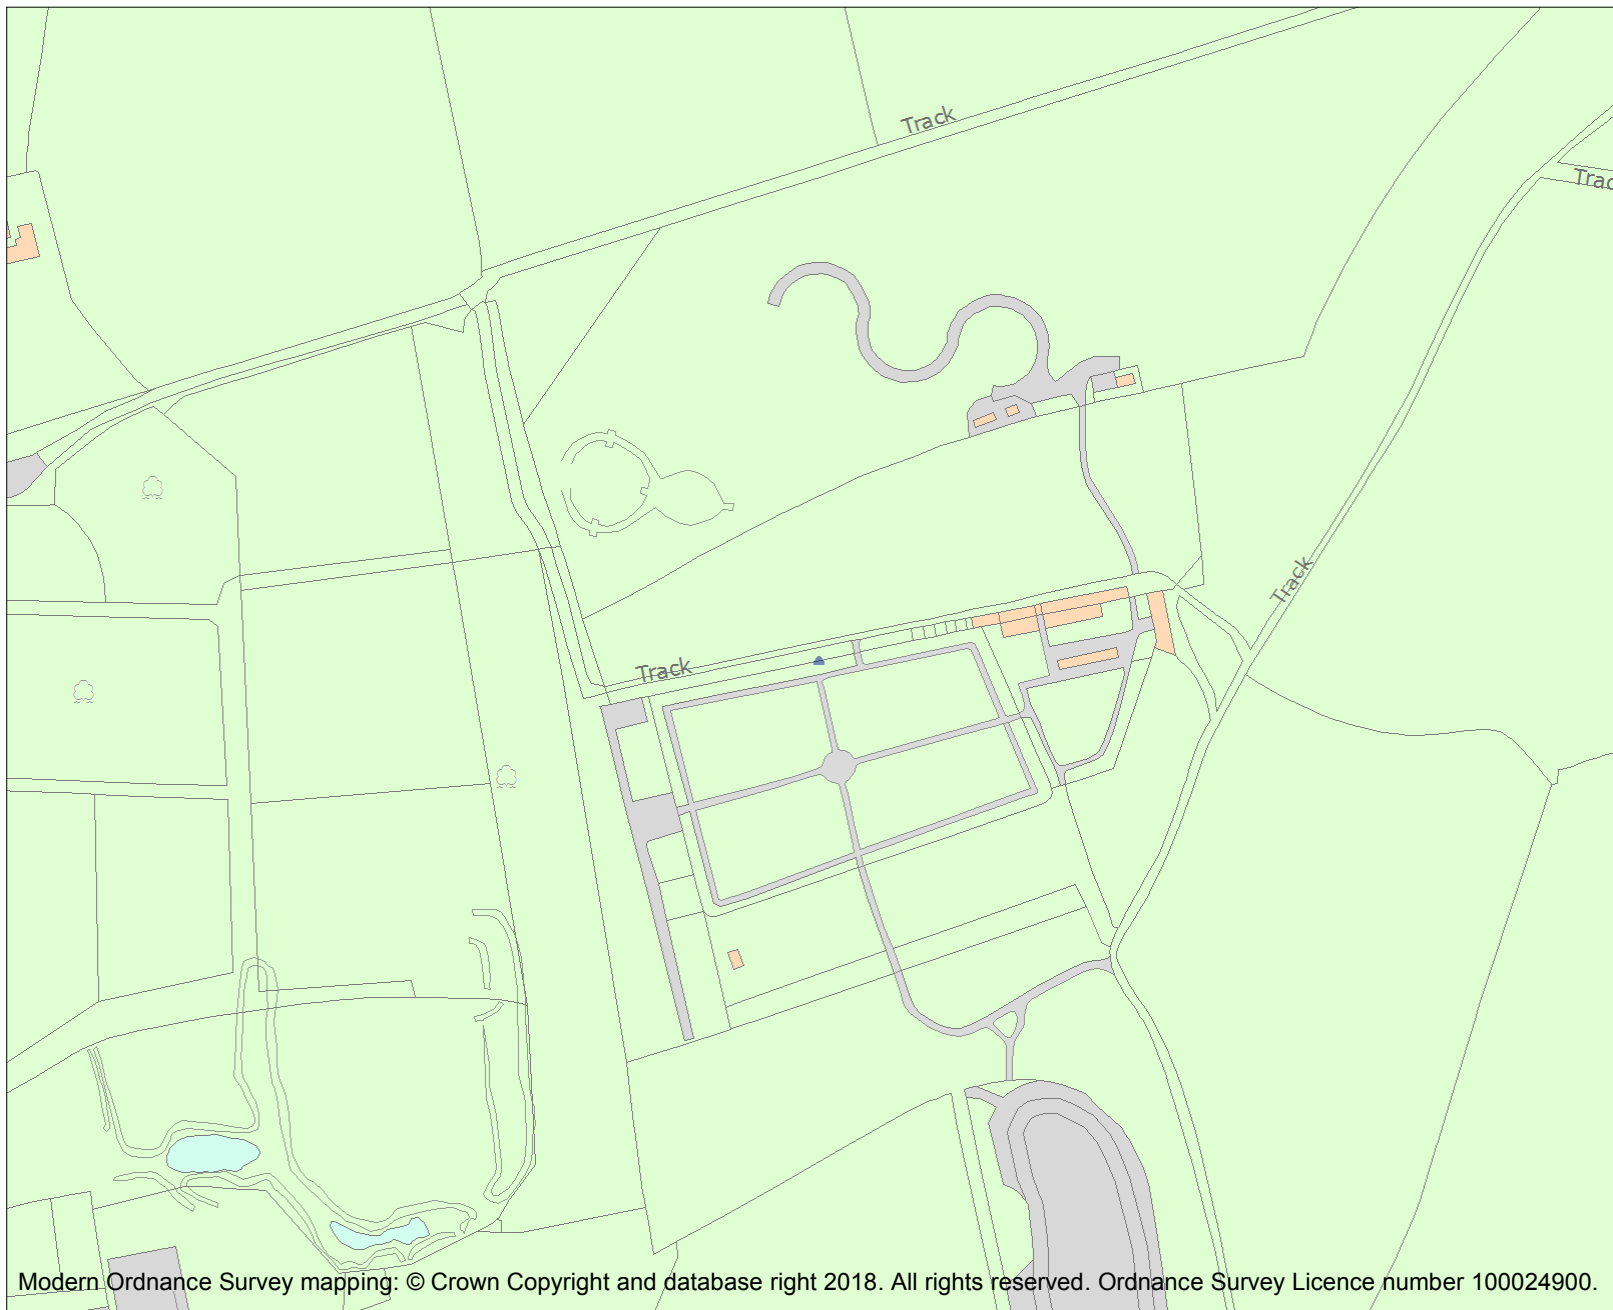 Track
Trac
Track
Track
Modern Ordnance Survey mapping: © Crown Copyright and database right 2018. All rights reserved. Ordnance Survey Licence number 100024900.